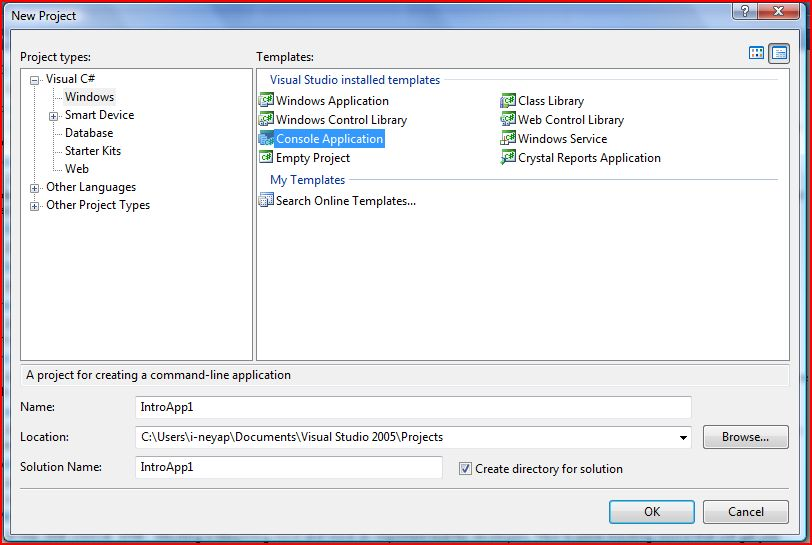 New Project
Project types:
Templates:
Visual C#
Windows
Smart Device
Database
Starter Kits
Web
Other Languages
Other Project Types
Visual Studio installed templates
Windows Application
Class Library
Windows Control Library
Web Control Library
Console Application
Windows Service
Empty Project
Crystal Reports Application
My Templates
Search Online Templates...
A project for creating a command-line application
Name:
IntroApp1
Location:
C:\Users\i-neyap\Documents\Visual Studio 2005\Projects
Browse...
Solution Name:
IntroApp1
Create directory for solution
OK
Cancel